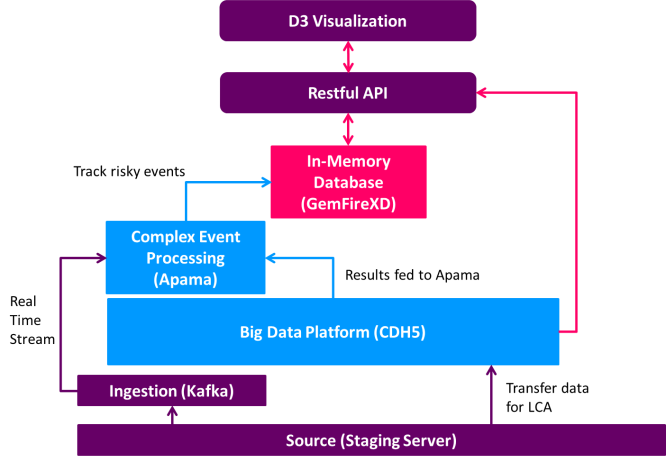 D3 Visualization
Restful API
In-Memory
Database
(GemFireXD)
Track risky events
Complex Event
Processing
(Apama)
Results fed to Apama
Real
Time
Stream
Big Data Platform (CDH5)
Ingestion (Kafka)
Transfer data
for LCA
Source (Staging Server)